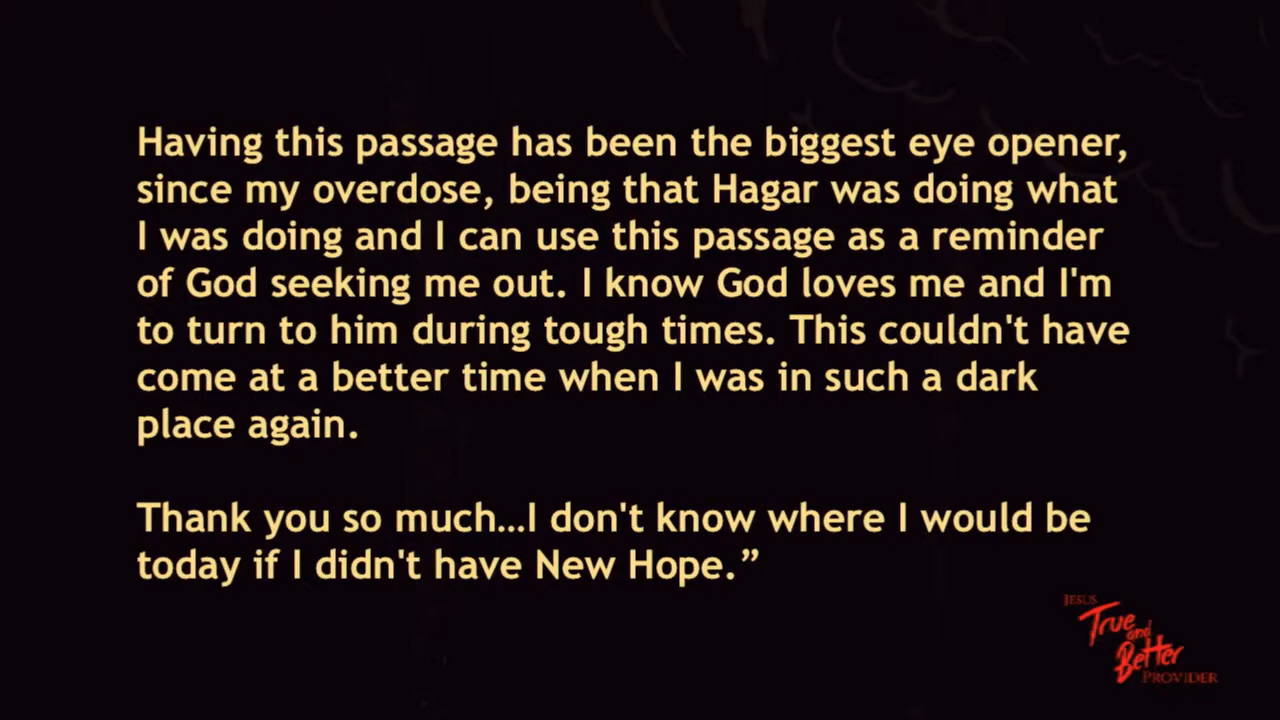 Having this passage has been the biggest eye opener,
since my overdose, being that Hagar was doing what
I was doing and I can use this passage as a reminder
of God seeking me out. I know God loves me and I'm
to turn to him during tough times. This couldn't have
come at a better time when I was in such a dark
place again.
Thank you so much…I don't know where I would be
today if I didn't have New Hope.”
JESUS
True and
Better
PROVIDER